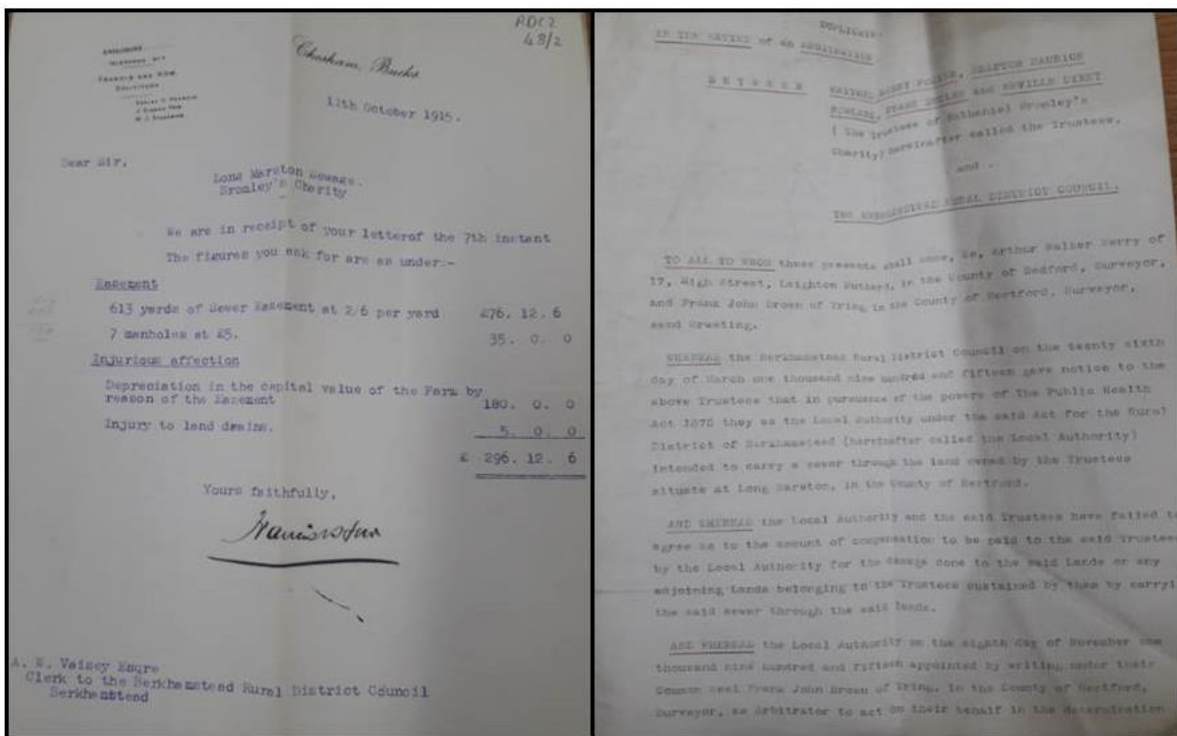 RDC2
48/2
Chesham, Bucks
FRANCIS AND HOW,
SOLICITORS
11th October 1915.
Dear Sir,
Long Marston Sewage.
Bromley's Charity
We are in receipt of your letterof the 7th instant
The figures you ask for are as under:-
Easement
613 yards of Sewer Easement at 2/6 per yard £76. 12. 6
7 manholes at £5. 35. 0. 0
Injurious affection
Depreciation in the capital value of the Farm by
reason of the Easement 180. 0. 0
Injury to land drains. 5. 0. 0
£ 296. 12. 6
Yours faithfully,
Francis & How
A. W. Vaisey Esqre
Clerk to the Berkhamstead Rural District Council
Berkhamstead
DUPLICATE
IN THE MATTER of an ARBITRATION
BETWEEN
( The Trustees of Nathaniel Bromley's
Charity) hereinafter called the Trustees,
and
THE BERKHAMSTEAD RURAL DISTRICT COUNCIL.
TO ALL TO WHOM these presents shall come, We, Arthur Walter Merry of
17, High Street, Leighton Buzzard, in the County of Bedford, Surveyor,
and Frank John Brown of Tring in the County of Hertford, Surveyor,
send Greeting.
WHEREAS the Berkhamstead Rural District Council on the twenty sixth
day of March one thousand nine hundred and fifteen gave notice to the
above Trustees that in pursuance of the powers of The Public Health
Act 1875 they as the Local Authority under the said Act for the Rural
District of Berkhamstead (hereinafter called the Local Authority)
intended to carry a sewer through the land owned by the Trustees
situate at Long Marston, in the County of Hertford.
AND WHEREAS the Local Authority and the said Trustees have failed to
agree as to the amount of compensation to be paid to the said Trustees
by the Local Authority for the damage done to the said Lands or any
adjoining Lands belonging to the Trustees sustained by them by carryi
the said sewer through the said lands.
AND WHEREAS the Local Authority on the eighth day of November one
thousand nine hundred and fifteen appointed by writing under their
Common Seal Frank John Brown of Tring, in the County of Hertford,
Surveyor, as Arbitrator to act on their behalf in the determination